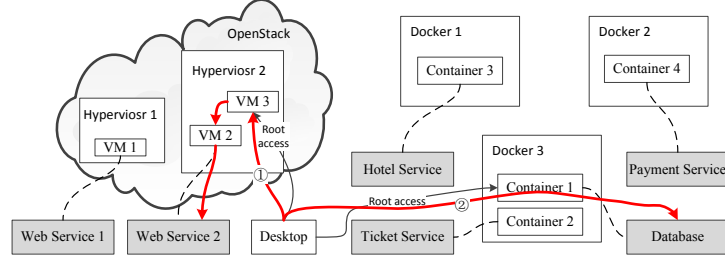 OpenStack
Hyperviosr 2
VM 3
Root
access
VM 2
Hyperviosr 1
VM 1
①
Docker 1
Container 3
Docker 2
Container 4
Hotel Service
Docker 3
Payment Service
Root access
Container 1
②
Container 2
Web Service 1
Web Service 2
Desktop
Ticket Service
Database